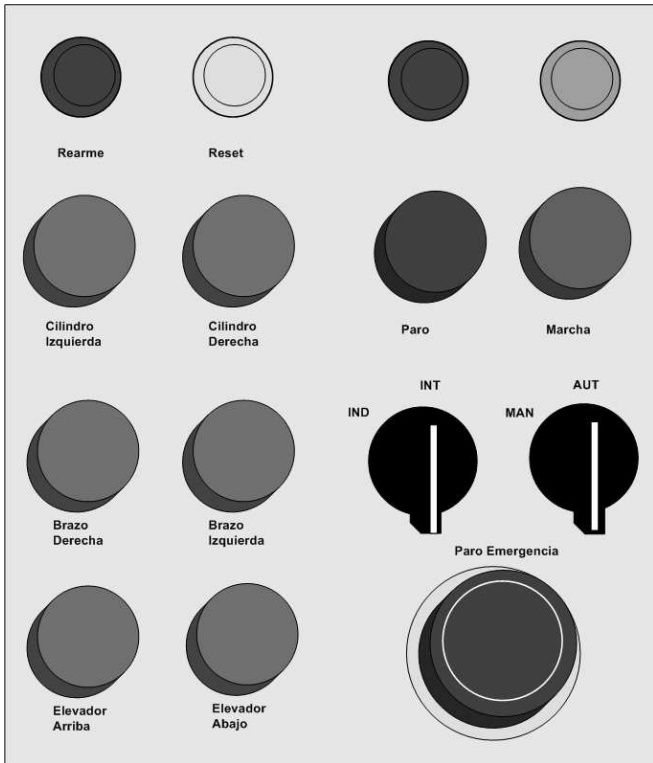 Rearme
Reset
Cilindro
Izquierda
Cilindro
Derecha
Paro
Marcha
INT
AUT
IND
MAN
Brazo
Derecha
Brazo
Izquierda
Paro Emergencia
Elevador
Arriba
Elevador
Abajo